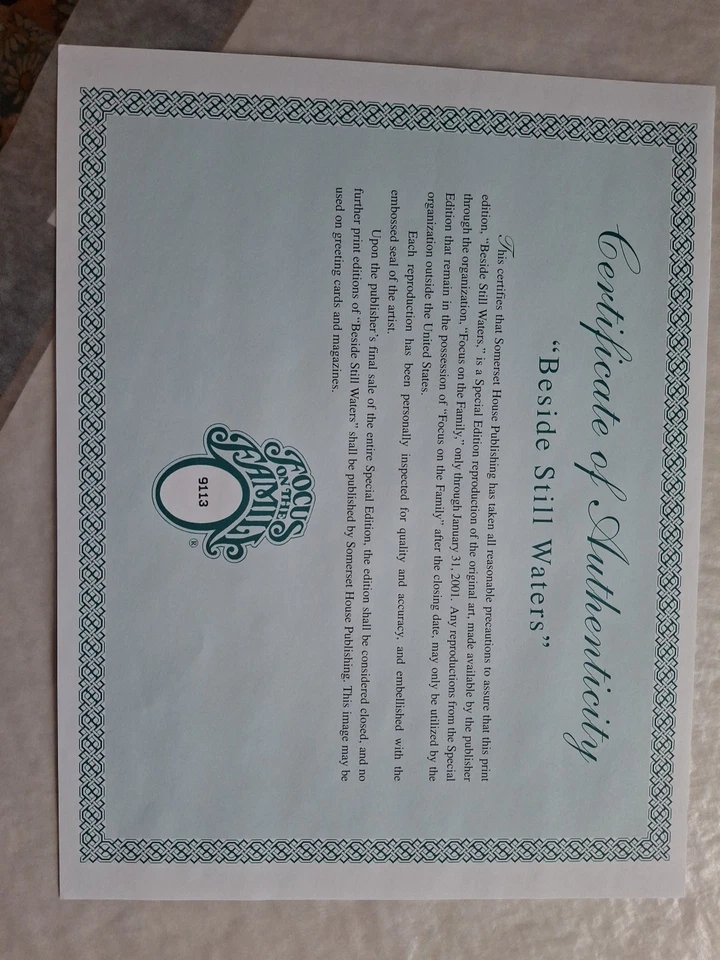 Certificate of Authenticity
“Beside Still Waters”
This certifies that Somerset House Publishing has taken all reasonable precautions to assure that this print
edition, “Beside Still Waters,” is a Special Edition reproduction of the original art, made available by the publisher
through the organization, “Focus on the Family,” only through January 31, 2001. Any reproductions from the Special
Edition that remain in the possession of “Focus on the Family” after the closing date, may only be utilized by the
organization outside the United States.
Each reproduction has been personally inspected for quality and accuracy, and embellished with the
embossed seal of the artist.
Upon the publisher’s final sale of the entire Special Edition, the edition shall be considered closed, and no
further print editions of “Beside Still Waters” shall be published by Somerset House Publishing. This image may be
used on greeting cards and magazines.
FOCUS
ON THE
FAMILY
9113
®